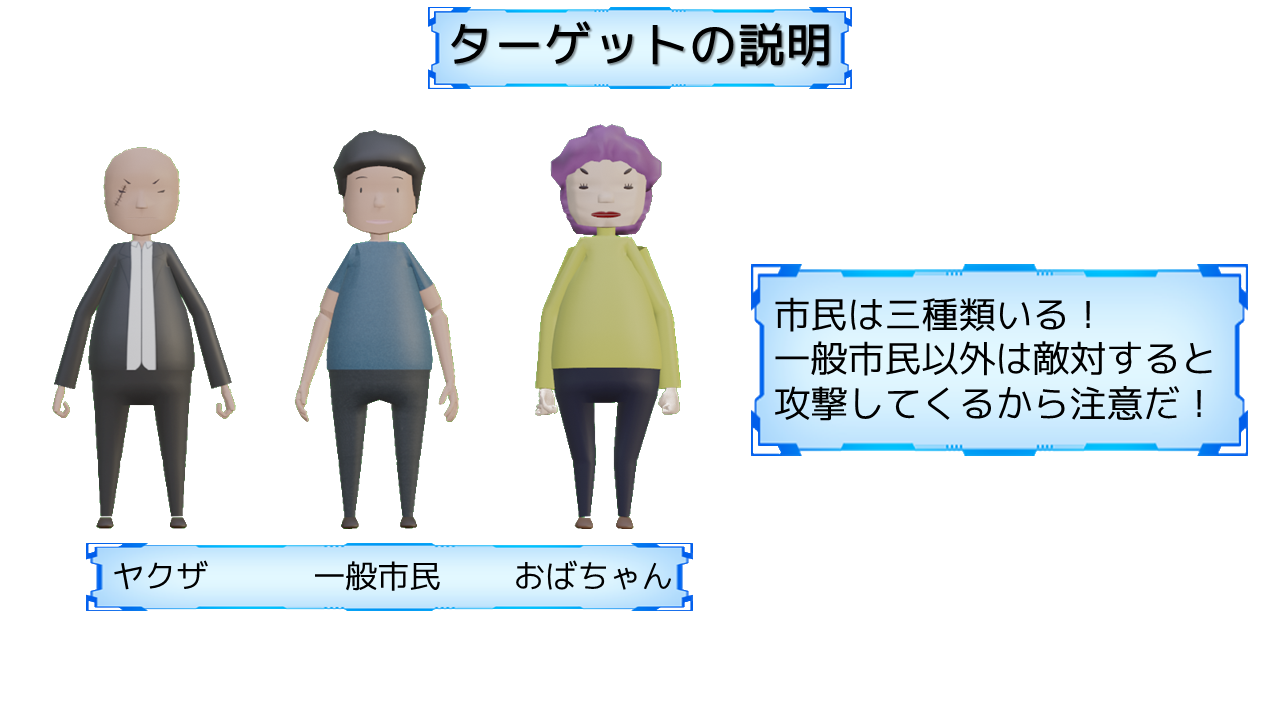 ターゲットの説明
市民は三種類いる！
一般市民以外は敵対すると
攻撃してくるから注意だ！
ヤクザ 一般市民 おばちゃん